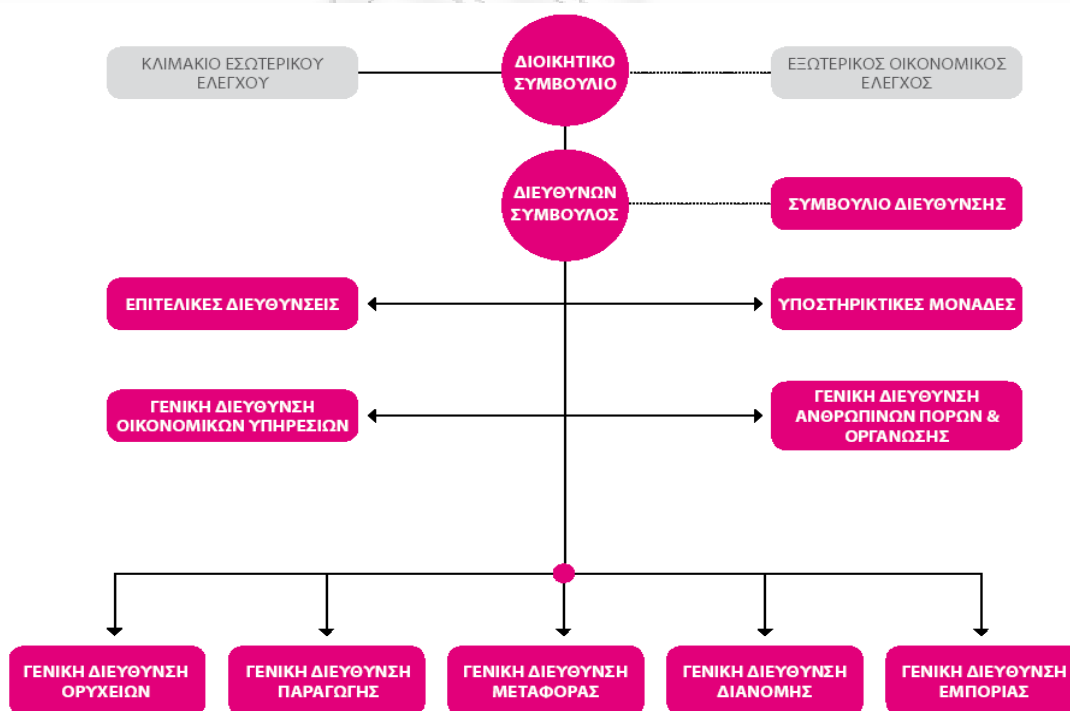 ΚΛΙΜΑΚΙΟ ΕΣΩΤΕΡΙΚΟΥ
ΕΛΕΓΧΟΥ
ΔΙΟΙΚΗΤΙΚΟ
ΣΥΜΒΟΥΛΙΟ
ΕΞΩΤΕΡΙΚΟΣ ΟΙΚΟΝΟΜΙΚΟΣ
ΕΛΕΓΧΟΣ
ΔΙΕΥΘΥΝΩΝ
ΣΥΜΒΟΥΛΟΣ
ΣΥΜΒΟΥΛΙΟ ΔΙΕΥΘΥΝΣΗΣ
ΕΠΙΤΕΛΙΚΕΣ ΔΙΕΥΘΥΝΣΕΙΣ
ΥΠΟΣΤΗΡΙΚΤΙΚΕΣ ΜΟΝΑΔΕΣ
ΓΕΝΙΚΗ ΔΙΕΥΘΥΝΣΗ
ΟΙΚΟΝΟΜΙΚΩΝ ΥΠΗΡΕΣΙΩΝ
ΓΕΝΙΚΗ ΔΙΕΥΘΥΝΣΗ
ΑΝΘΡΩΠΙΝΩΝ ΠΟΡΩΝ &
ΟΡΓΑΝΩΣΗΣ
ΓΕΝΙΚΗ ΔΙΕΥΘΥΝΣΗ
ΟΡΥΧΕΙΩΝ
ΓΕΝΙΚΗ ΔΙΕΥΘΥΝΣΗ
ΠΑΡΑΓΩΓΗΣ
ΓΕΝΙΚΗ ΔΙΕΥΘΥΝΣΗ
ΜΕΤΑΦΟΡΑΣ
ΓΕΝΙΚΗ ΔΙΕΥΘΥΝΣΗ
ΔΙΑΝΟΜΗΣ
ΓΕΝΙΚΗ ΔΙΕΥΘΥΝΣΗ
ΕΜΠΟΡΙΑΣ